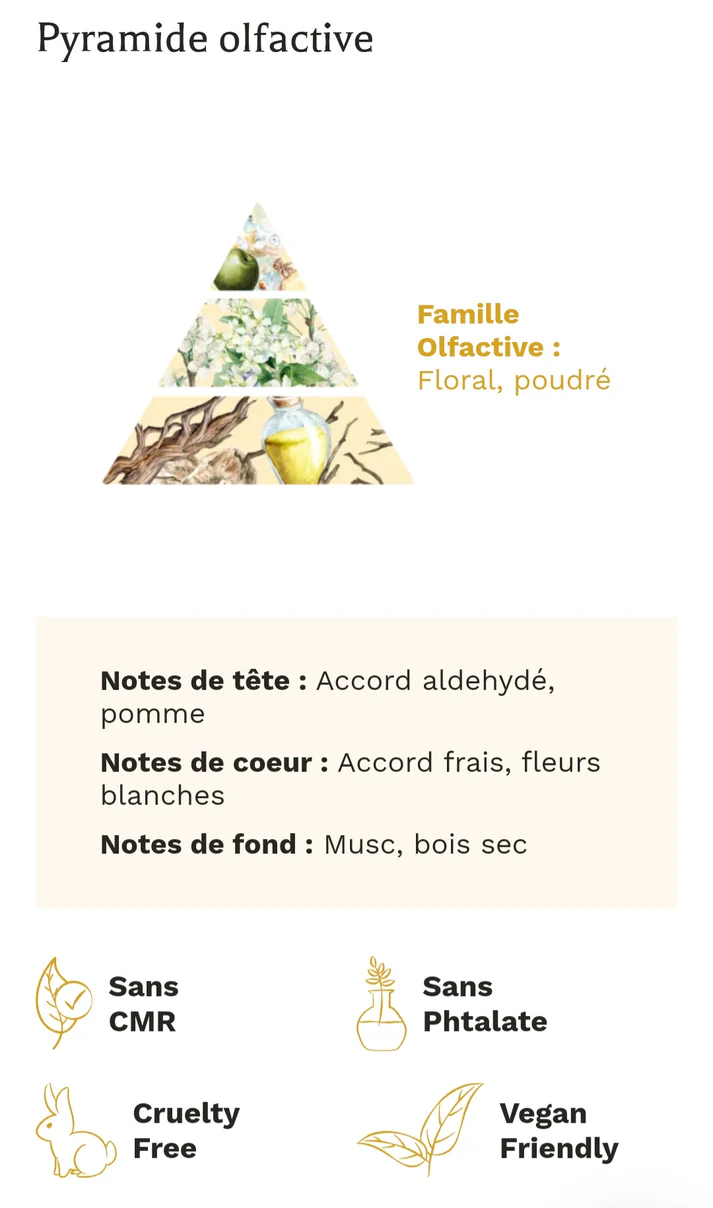 Pyramide olfactive
Famille
Olfactive :
Floral, poudré
Notes de tête : Accord aldehydé,
pomme
Notes de coeur : Accord frais, fleurs
blanches
Notes de fond : Musc, bois sec
Sans
CMR
Sans
Phtalate
Cruelty
Free
Vegan
Friendly